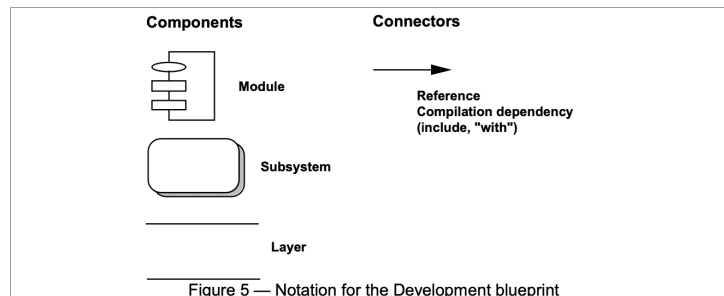 Components
Connectors
Module
Reference
Compilation dependency
(include, "with")
Subsystem
Layer
Figure 5 — Notation for the Development blueprint